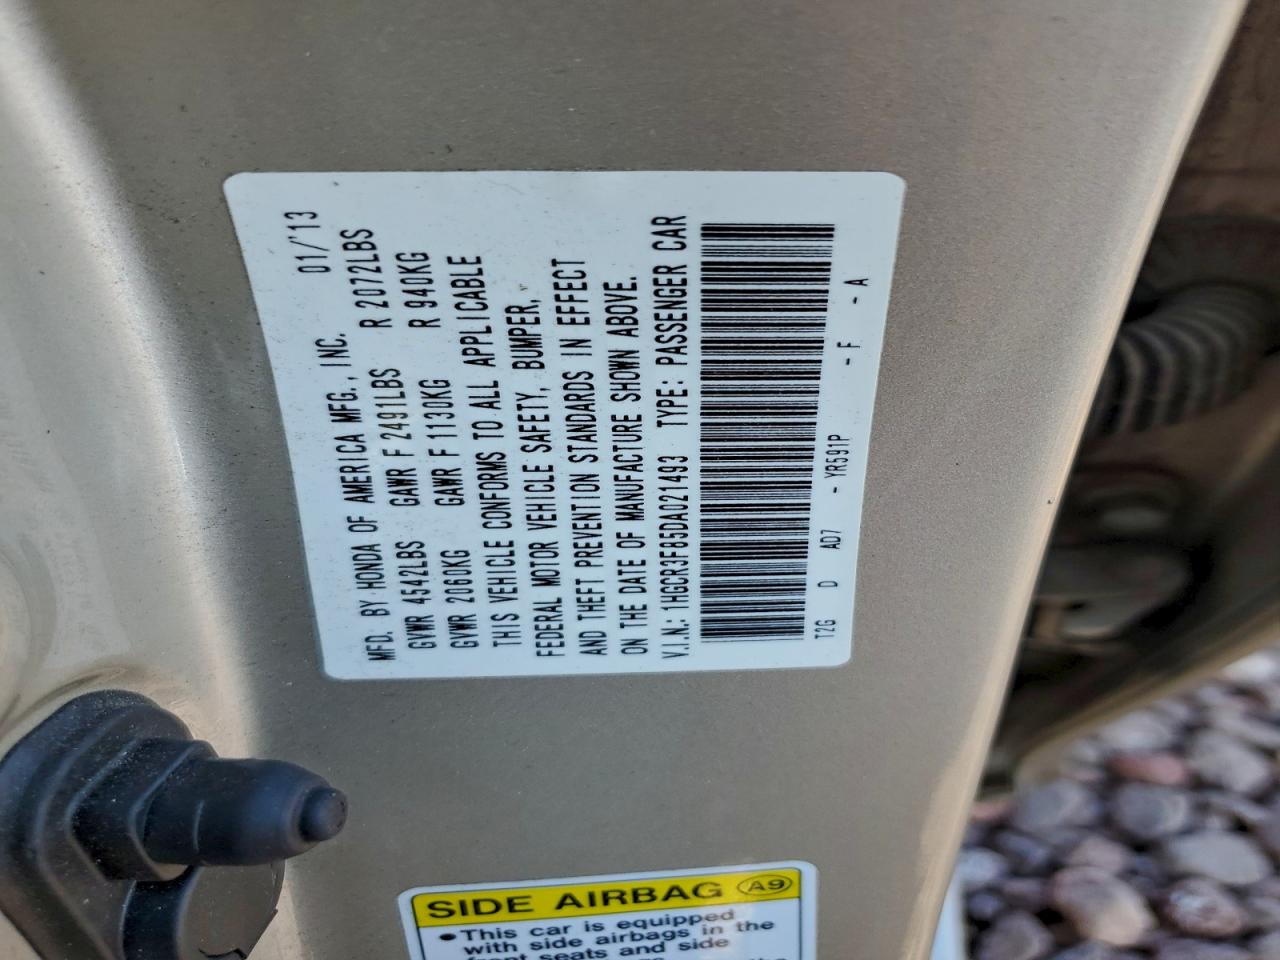 MFD. BY HONDA OF AMERICA MFG., INC. 01/'13
GVWR 4542LBS GAWR F 2491LBS R 2072LBS
GVWR 2060KG GAWR F 1130KG R 940KG
THIS VEHICLE CONFORMS TO ALL APPLICABLE
FEDERAL MOTOR VEHICLE SAFETY, BUMPER,
AND THEFT PREVENTION STANDARDS IN EFFECT
ON THE DATE OF MANUFACTURE SHOWN ABOVE.
V.I.N.: 1HGCR3F85DA021493 TYPE: PASSENGER CAR
T2G D AD7 - YR591P - F - A
SIDE AIRBAG A9
• This car is equipped
with side airbags in the
front seats and side